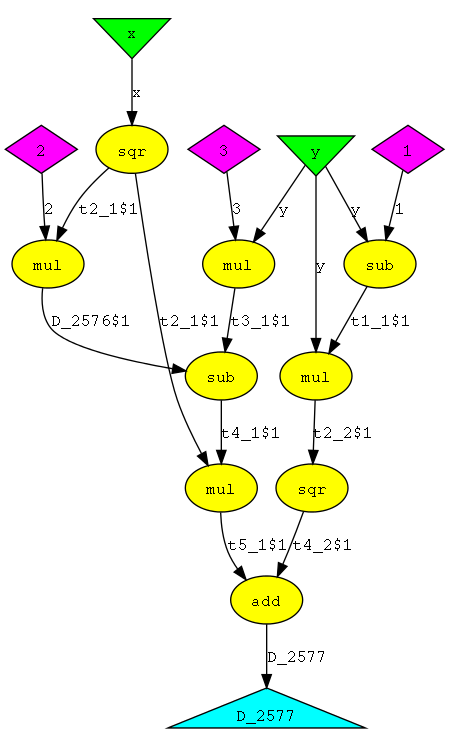 x
x
2
sqr
3
y
1
2
t2_1$1
3
y
y
1
mul
mul
y
sub
D_2576$1
t2_1$1
t3_1$1
t1_1$1
sub
mul
t4_1$1
t2_2$1
mul
sqr
t5_1$1
t4_2$1
add
D_2577
D_2577